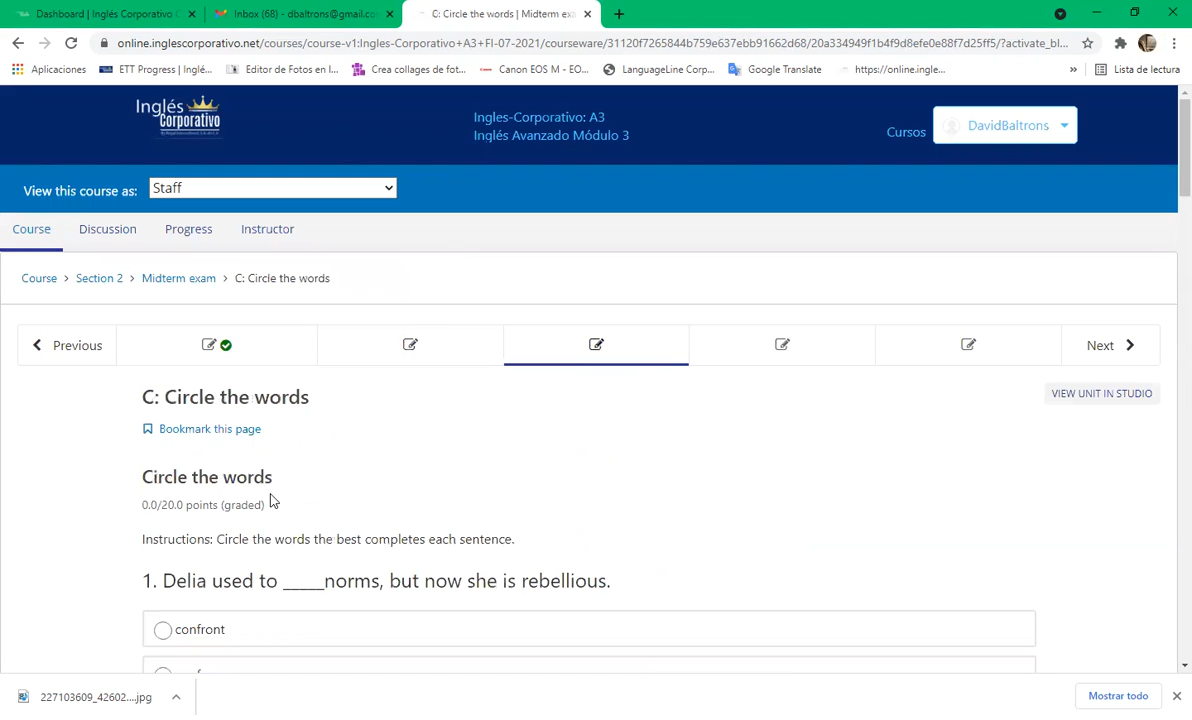 Dashboard | Inglés Corporativo
Inbox (68) - dbaltrons@gmail.co
C: Circle the words | Midterm exa
online.inglescorporativo.net/courses/course-v1:Ingles-Corporativo+A3+FI-07-2021/courseware/31120f7265844b759e637ebb91662d68/20a334949f1b4f9d8efe0e88f7d25ff5/?activate_bl...
Aplicaciones ETT Progress | Inglé... Editor de Fotos en l... Crea collages de fot... Canon EOS M - EO... LanguageLine Corp... Google Translate https://online.ingle... » Lista de lectura
Inglés
Corporativo
Ingles-Corporativo: A3
Inglés Avanzado Módulo 3
Cursos DavidBaltrons
View this course as: Staff
Course Discussion Progress Instructor
Course > Section 2 > Midterm exam > C: Circle the words
Previous Next
C: Circle the words
VIEW UNIT IN STUDIO
Bookmark this page
Circle the words
0.0/20.0 points (graded)
Instructions: Circle the words the best completes each sentence.
1. Delia used to _____norms, but now she is rebellious.
confront
227103609_42602....jpg
Mostrar todo